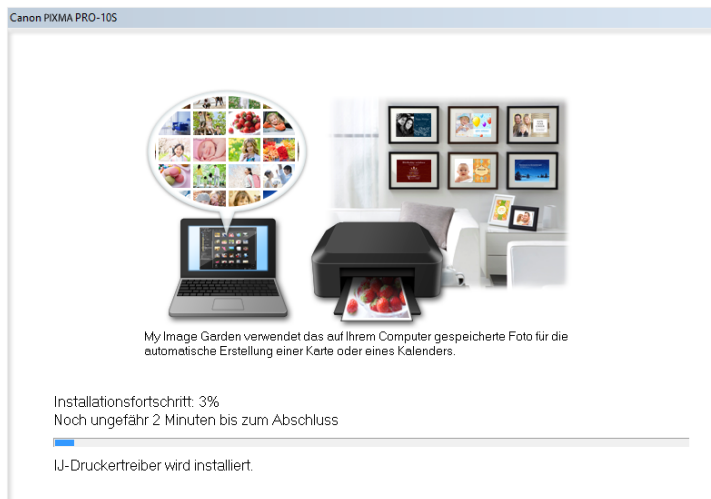 Canon PIXMA PRO-10S
My Image Garden verwendet das auf Ihrem Computer gespeicherte Foto für die
automatische Erstellung einer Karte oder eines Kalenders.
Installationsfortschritt: 3%
Noch ungefähr 2 Minuten bis zum Abschluss
IJ-Druckertreiber wird installiert.